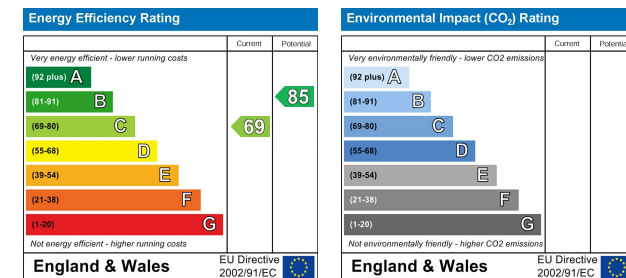 Energy Efficiency Rating
Current Potential
Very energy efficient - lower running costs
(92 plus) A
(81-91) B
(69-80) C
(55-68) D
(39-54) E
(21-38) F
(1-20) G
69
85
Not energy efficient - higher running costs
England & Wales
EU Directive
2002/91/EC
Environmental Impact (CO₂) Rating
Current Potential
Very environmentally friendly - lower CO2 emissions
(92 plus) A
(81-91) B
(69-80) C
(55-68) D
(39-54) E
(21-38) F
(1-20) G
Not environmentally friendly - higher CO2 emissions
England & Wales
EU Directive
2002/91/EC